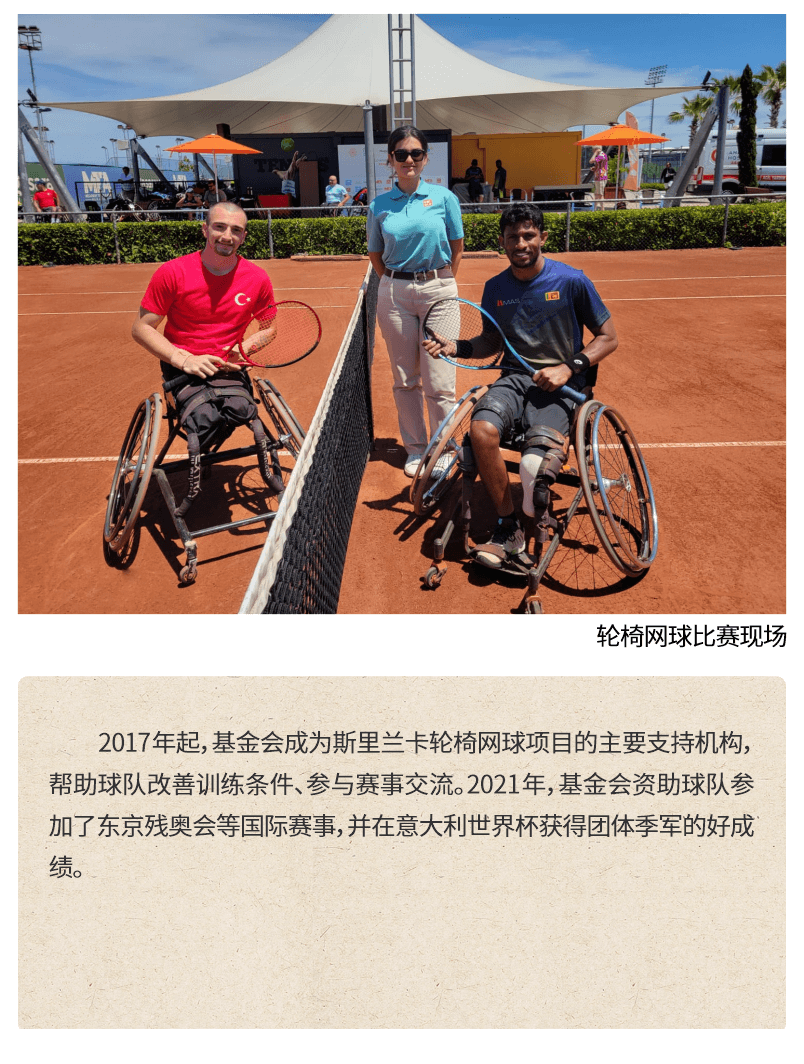 TENNIS
轮椅网球比赛现场
2017年起，基金会成为斯里兰卡轮椅网球项目的主要支持机构，
帮助球队改善训练条件、参与赛事交流。2021年，基金会资助球队参
加了东京残奥会等国际赛事，并在意大利世界杯获得团体季军的好成
绩。